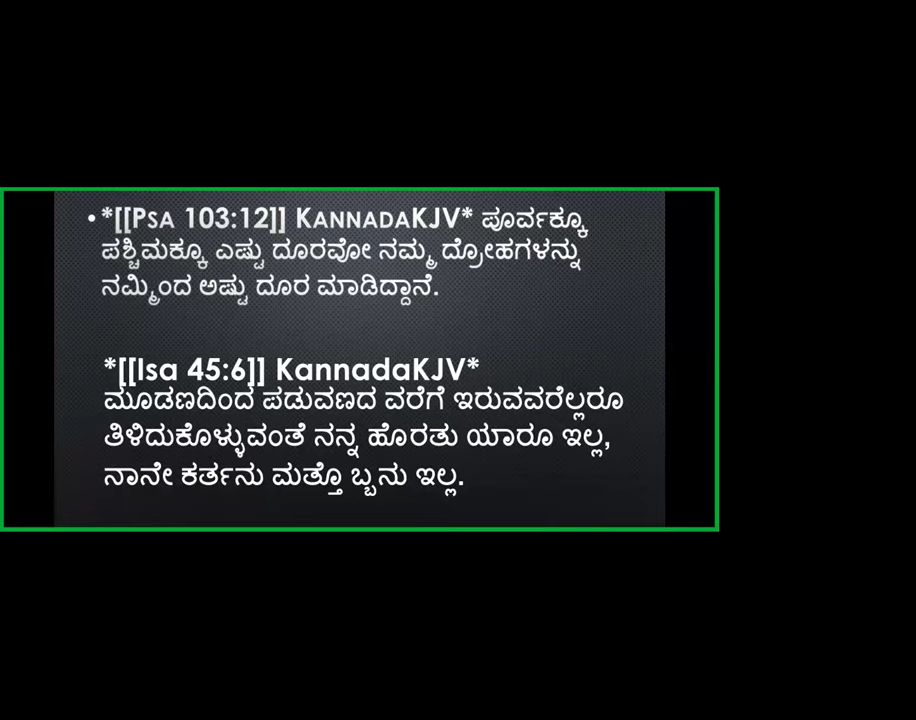 • *[[Psa 103:12]] KannadaKJV* ಪೂರ್ವಕ್ಕೂ
ಪಶ್ಚಿಮಕ್ಕೂ ಎಷ್ಟು ದೂರವೋ ನಮ್ಮ ದ್ರೋಹಗಳನ್ನು
ನಮ್ಮಿಂದ ಅಷ್ಟು ದೂರ ಮಾಡಿದ್ದಾನೆ.
*[[Isa 45:6]] KannadaKJV*
ಮೂಡಣದಿಂದ ಪಡುವಣದ ವರೆಗೆ ಇರುವವರೆಲ್ಲರೂ
ತಿಳಿದುಕೊಳ್ಳುವಂತೆ ನನ್ನ ಹೊರತು ಯಾರೂ ಇಲ್ಲ,
ನಾನೇ ಕರ್ತನು ಮತ್ತೊ ಬ್ಬನು ಇಲ್ಲ.